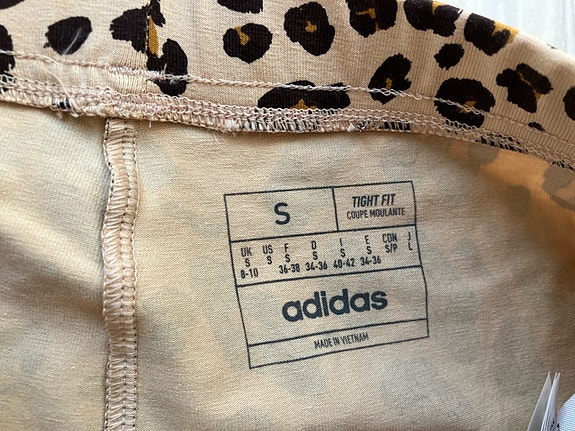 S
TIGHT FIT
COUPE MOULANTE
UK US F D I E CON J
S S S S S S S/P L
8-10 36-38 34-36 40-42 34-36
adidas
MADE IN VIETNAM